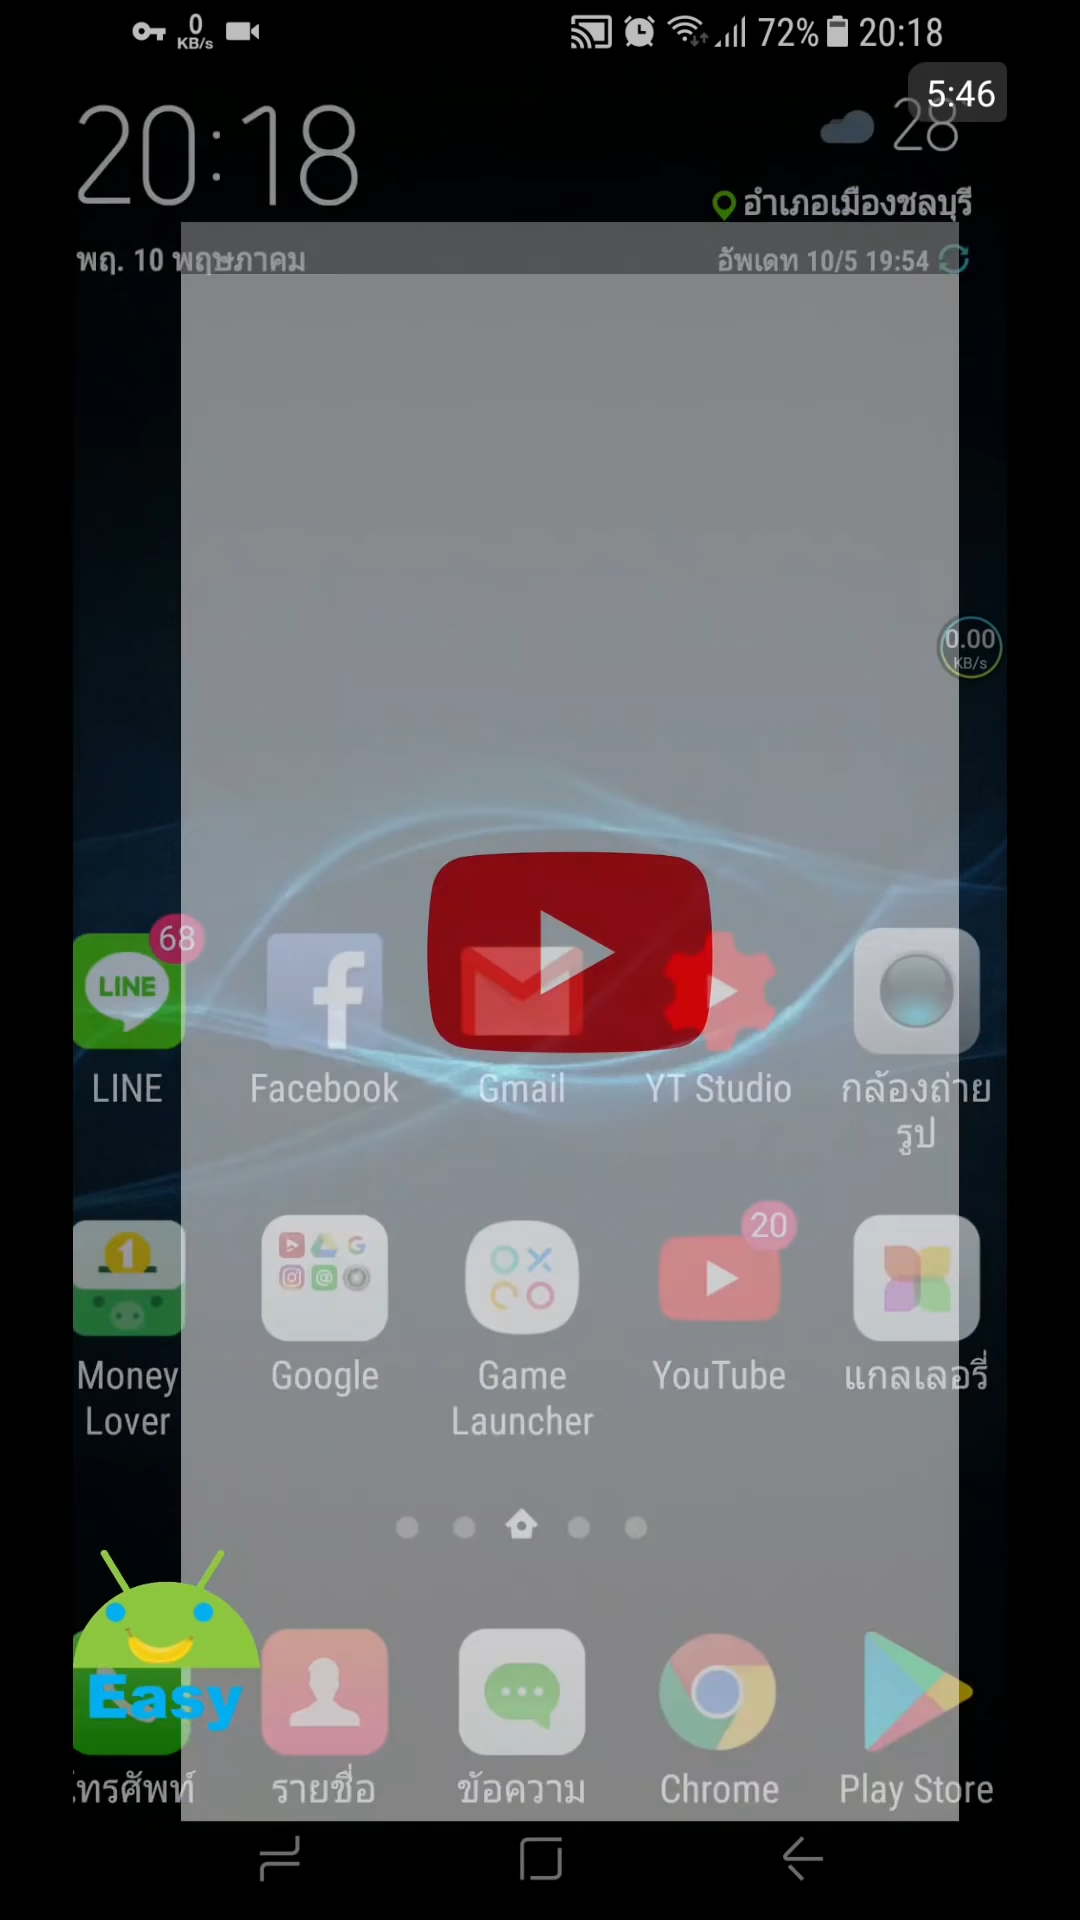 0
KB/s
72%
20:18
5:46
20:18
28
อำเภอเมืองชลบุรี
พฤ. 10 พฤษภาคม
อัพเดท 10/5 19:54
0.00
KB/s
68
LINE
LINE
Facebook
Gmail
YT Studio
กล้องถ่าย
รูป
1
20
Money
Lover
Google
Game
Launcher
YouTube
แกลเลอรี่
Easy
โทรศัพท์
รายชื่อ
ข้อความ
Chrome
Play Store